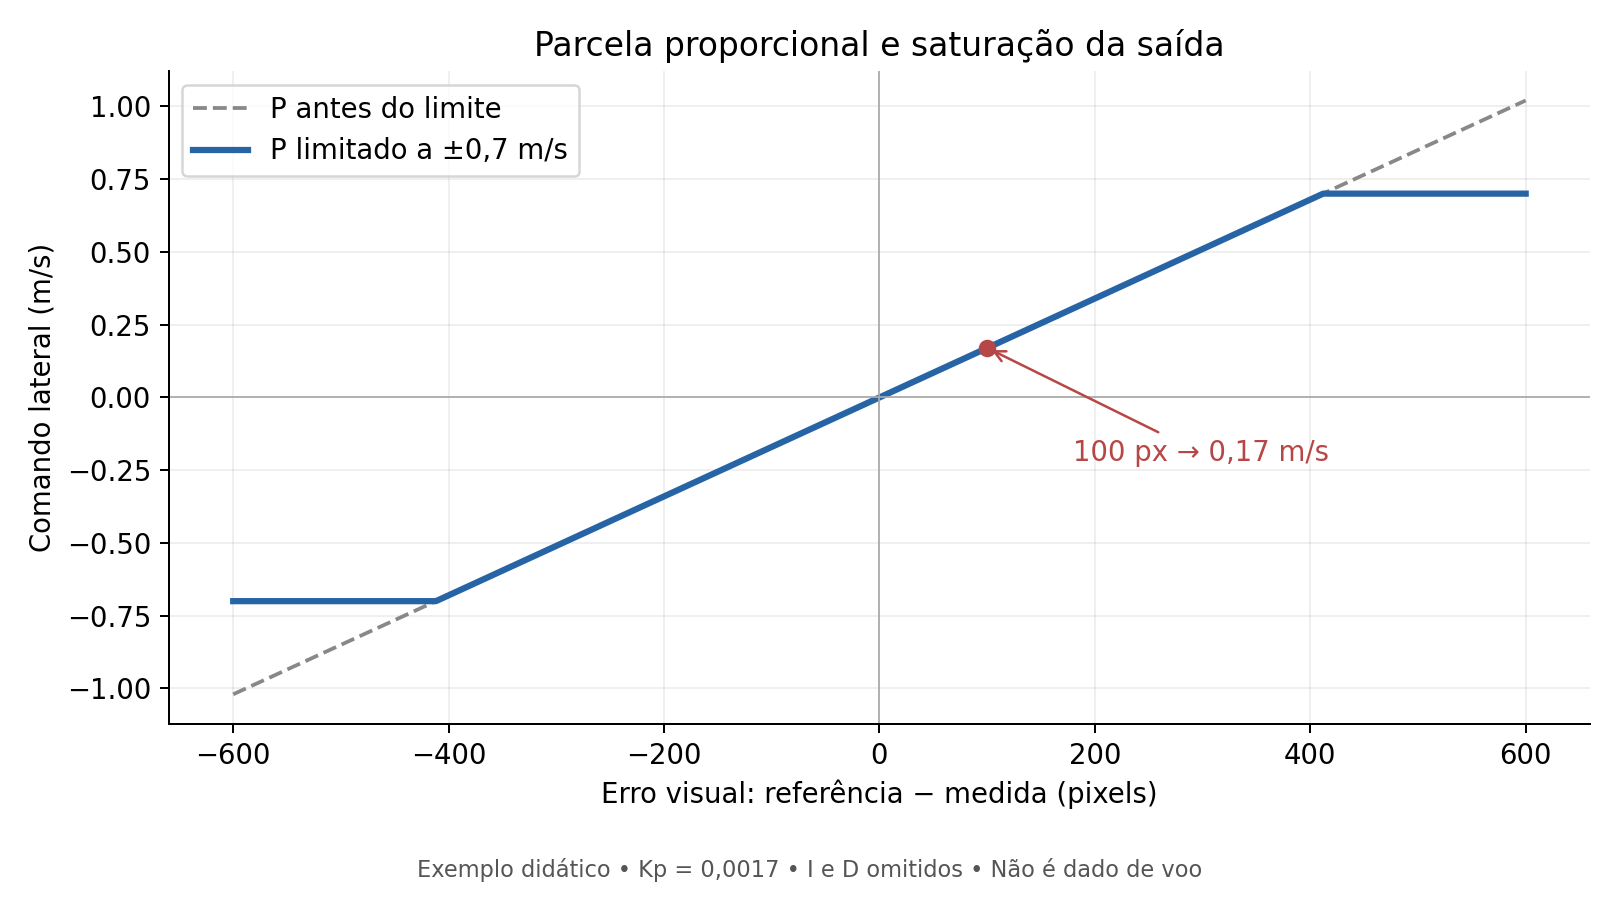 Parcela proporcional e saturação da saída
P antes do limite
P limitado a ±0,7 m/s
1.00
0.75
0.50
0.25
0.00
−0.25
−0.50
−0.75
−1.00
Comando lateral (m/s)
100 px → 0,17 m/s
−600
−400
−200
0
200
400
600
Erro visual: referência − medida (pixels)
Exemplo didático • Kp = 0,0017 • I e D omitidos • Não é dado de voo